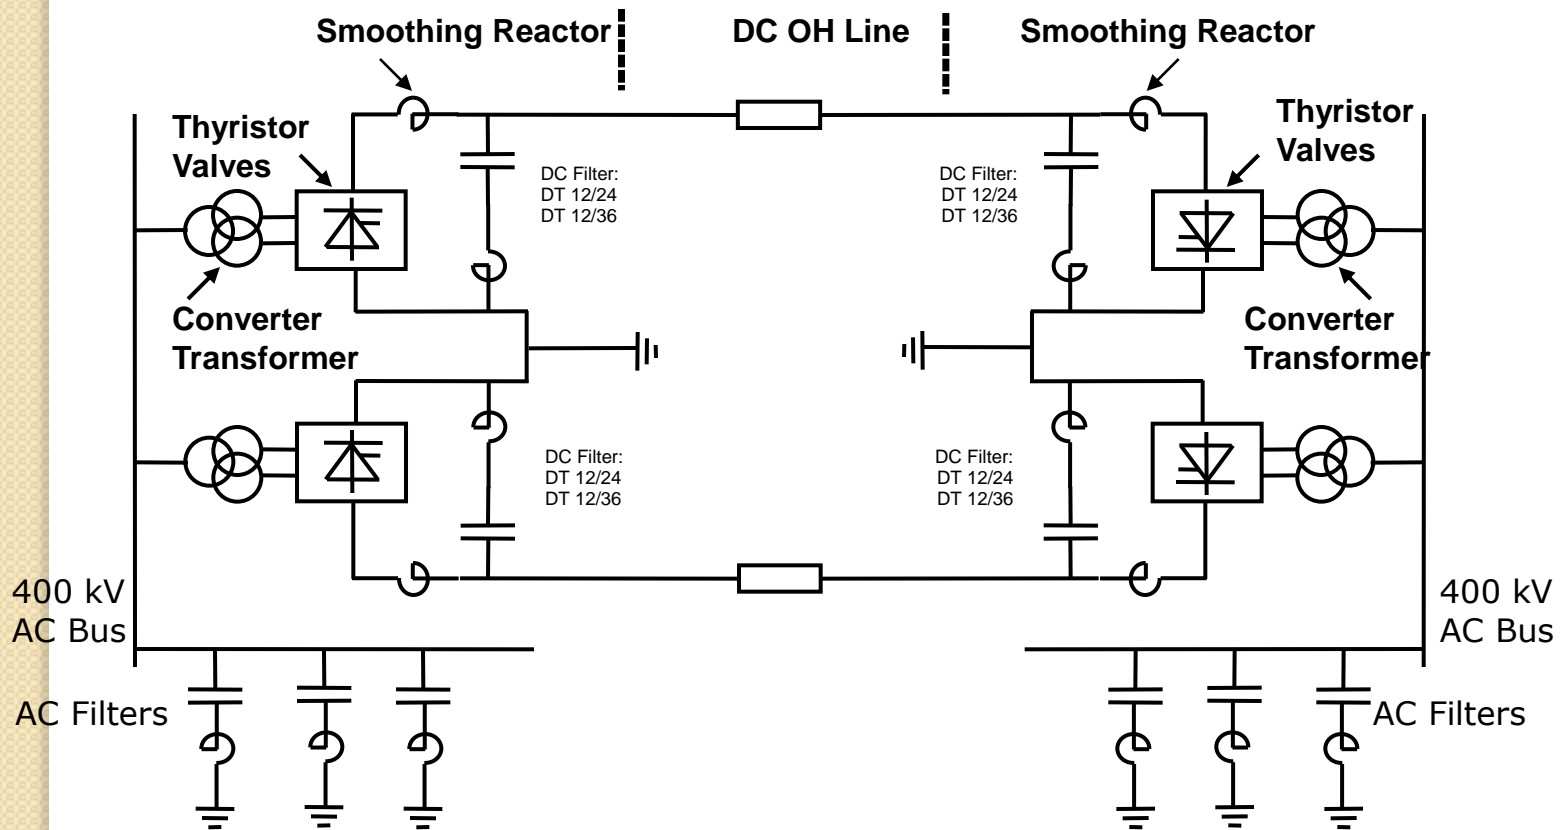 Smoothing Reactor
DC OH Line
Smoothing Reactor
Thyristor
Valves
Thyristor
Valves
DC Filter:
DT 12/24
DT 12/36
DC Filter:
DT 12/24
DT 12/36
Converter
Transformer
Converter
Transformer
DC Filter:
DT 12/24
DT 12/36
DC Filter:
DT 12/24
DT 12/36
400 kV
AC Bus
400 kV
AC Bus
AC Filters
AC Filters